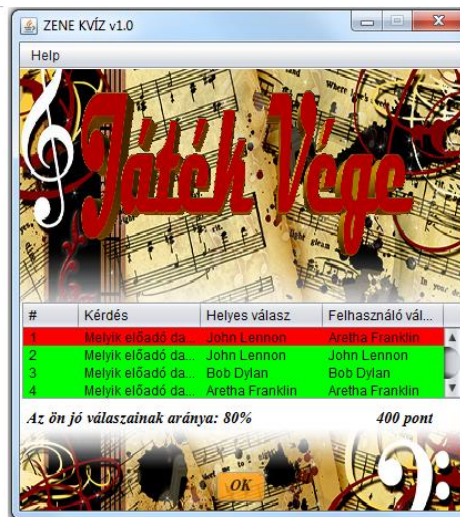 ZENE KVÍZ v1.0
Help
Játék Vége
# Kérdés Helyes válasz Felhasználó vál...
1 Melyik előadó da... John Lennon Aretha Franklin
2 Melyik előadó da... John Lennon John Lennon
3 Melyik előadó da... Bob Dylan Bob Dylan
4 Melyik előadó da... Aretha Franklin Aretha Franklin
Az ön jó válaszainak aránya: 80% 400 pont
OK